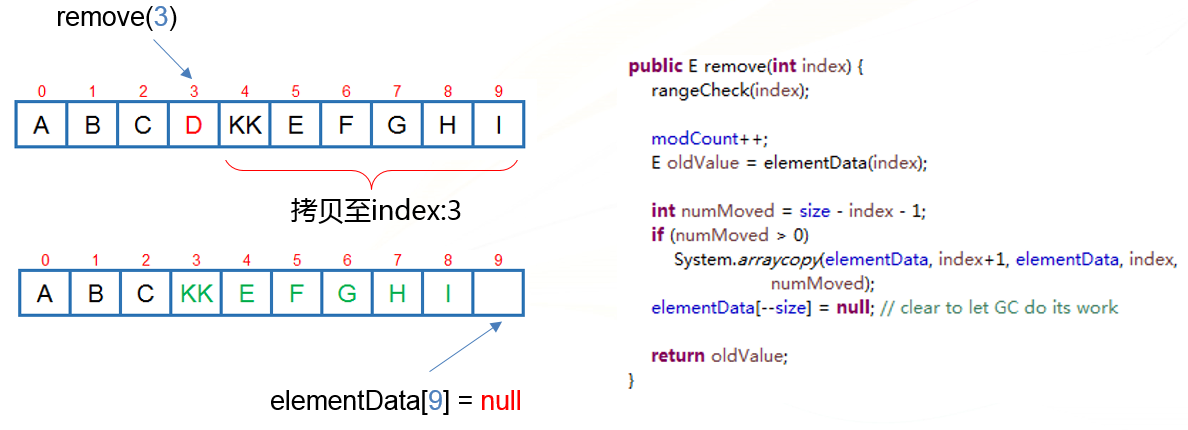 remove(3)
0 1 2 3 4 5 6 7 8 9
A B C D KK E F G H I
拷贝至index:3
0 1 2 3 4 5 6 7 8 9
A B C KK E F G H I
elementData[9] = null
public E remove(int index) {
rangeCheck(index);
modCount++;
E oldValue = elementData(index);
int numMoved = size - index - 1;
if (numMoved > 0)
System.arraycopy(elementData, index+1, elementData, index,
numMoved);
elementData[--size] = null; // clear to let GC do its work
return oldValue;
}